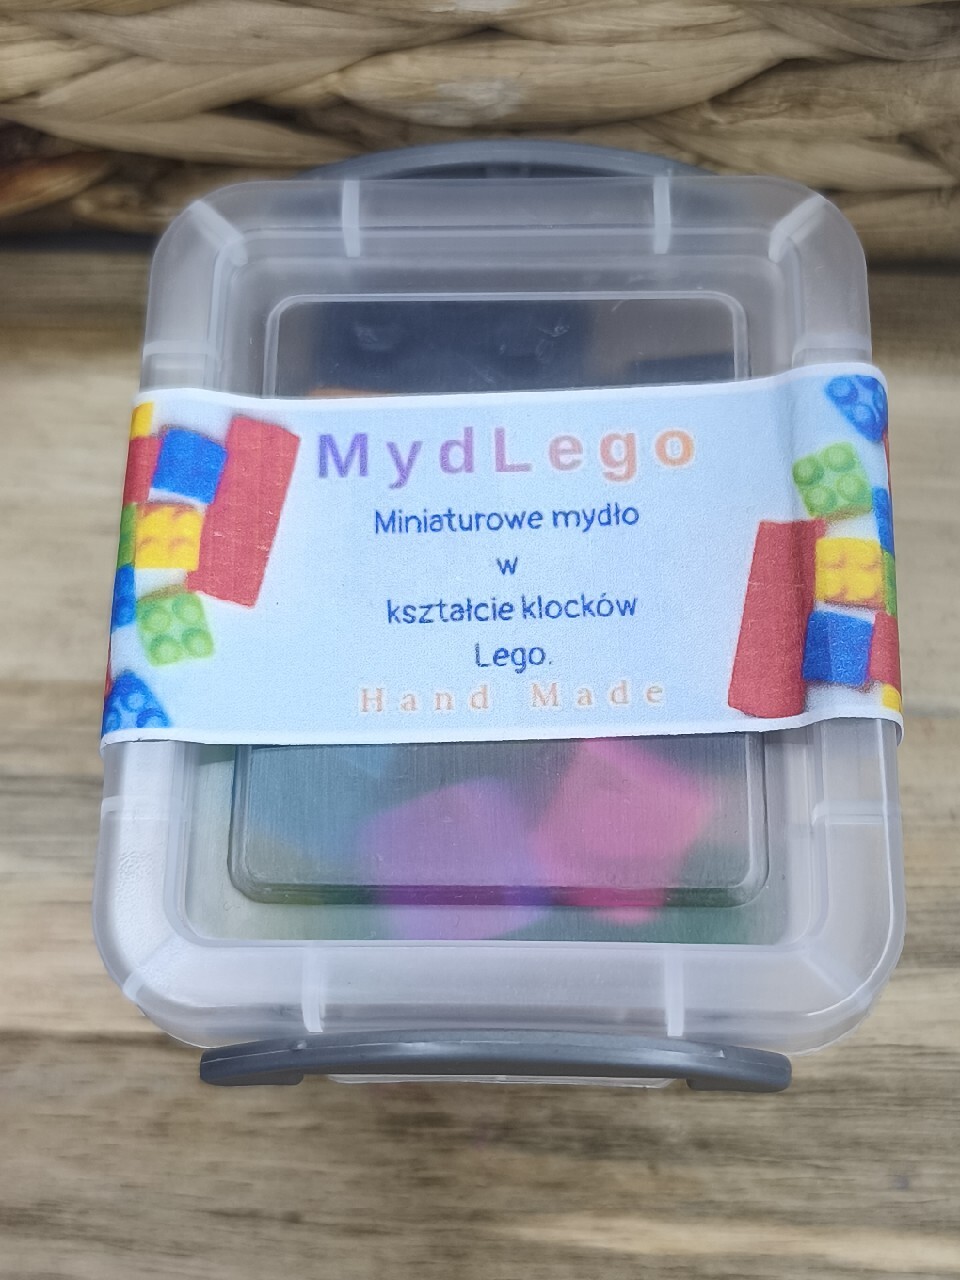 MydLego
Miniaturowe mydło
w
kształcie klocków
Lego.
Hand Made